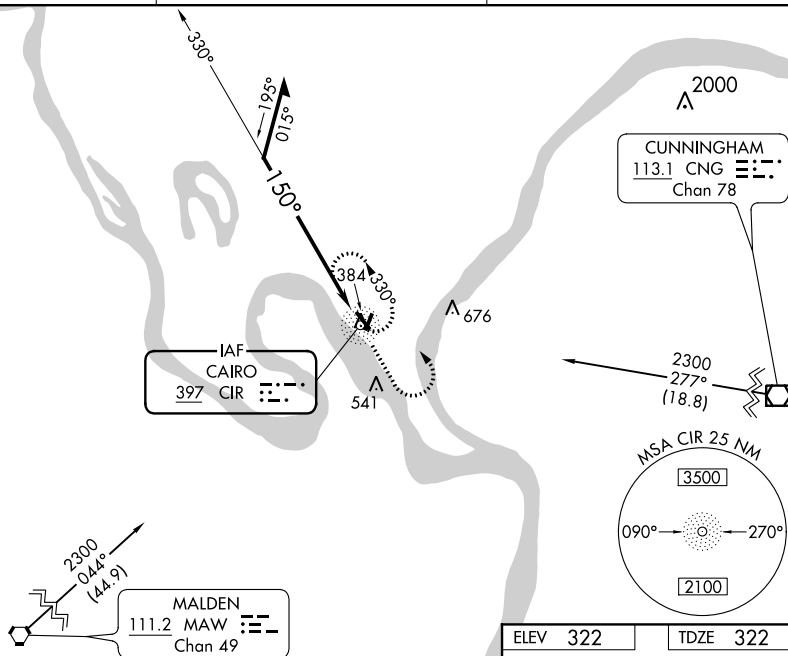 330°
195°
015°
150°
2000
CUNNINGHAM
113.1 CNG
Chan 78
384
330°
676
IAF
CAIRO
397 CIR
541
2300
277°
(18.8)
MSA CIR 25 NM
3500
090°
270°
2100
2300
044°
(44.9)
MALDEN
111.2 MAW
Chan 49
ELEV 322
TDZE 322